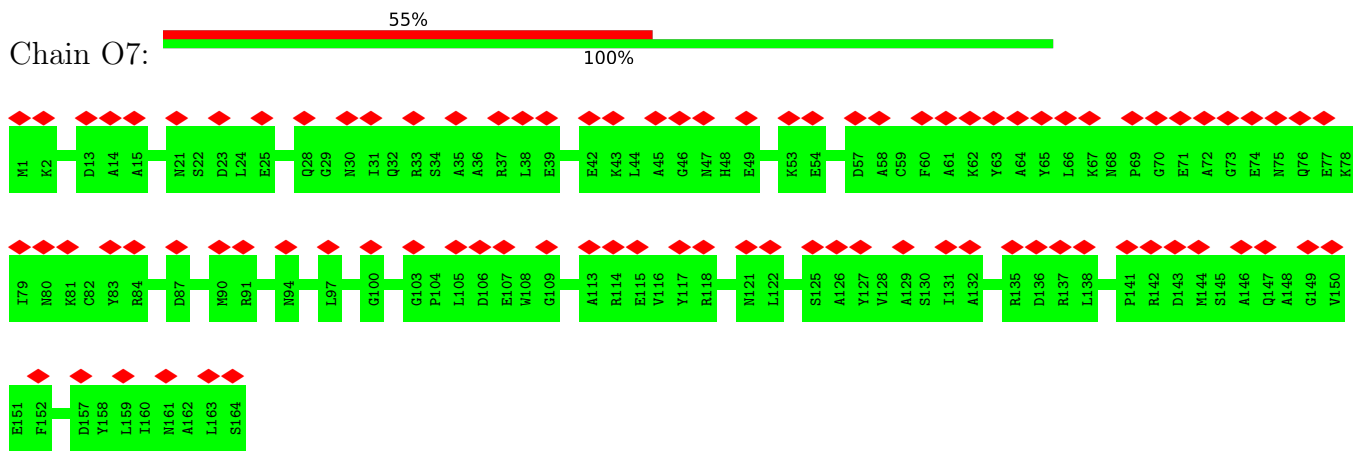 55%
Chain O7:
100%
M1 K2 D13 A14 A15 N21 S22 D23 L24 E25 Q28 G29 N30 I31 Q32 R33 S34 A35 A36 R37 L38 E39 E42 K43 L44 A45 G46 N47 H48 E49 K53 E54 D57 A58 C59 F60 A61 K62 Y63 A64 Y65 L66 K67 N68 P69 G70 E71 A72 G73 E74 N75 Q76 E77 K78
I79 N80 K81 C82 Y83 R84 D87 M90 R91 N94 L97 G100 G103 P104 L105 D106 E107 W108 G109 A113 R114 E115 V116 Y117 R118 N121 L122 S125 A126 Y127 V128 A129 S130 I131 A132 R135 D136 R137 L138 P141 R142 D143 M144 S145 A146 Q147 A148 G149 V150
E151 F152 D157 Y158 L159 I160 N161 A162 L163 S164